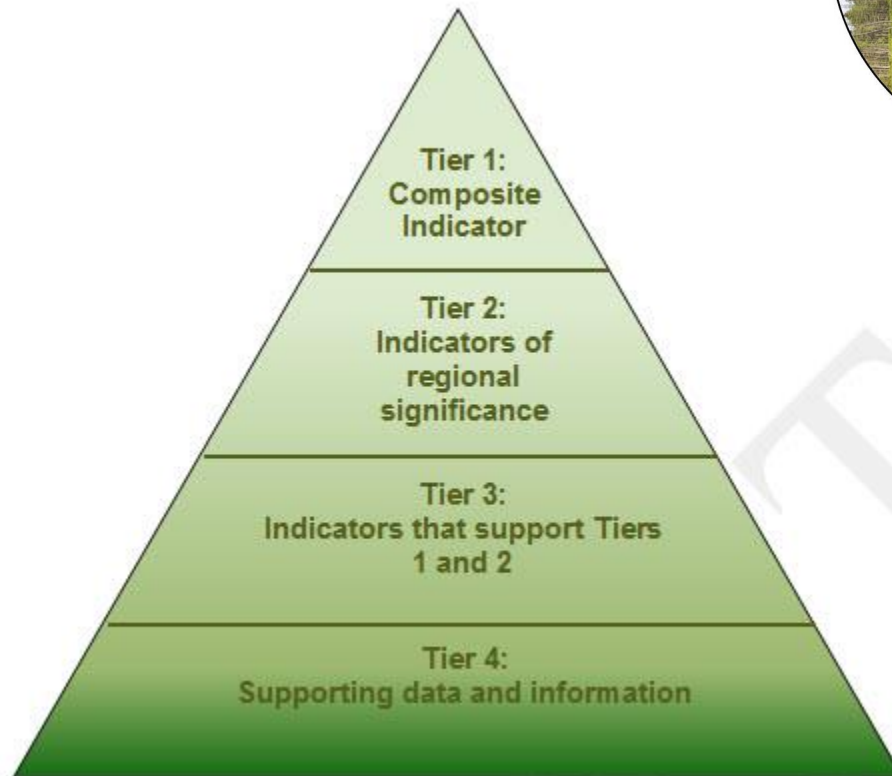 Tier 1:
Composite
Indicator
Tier 2:
Indicators of
regional
significance
Tier 3:
Indicators that support Tiers
1 and 2
Tier 4:
Supporting data and information